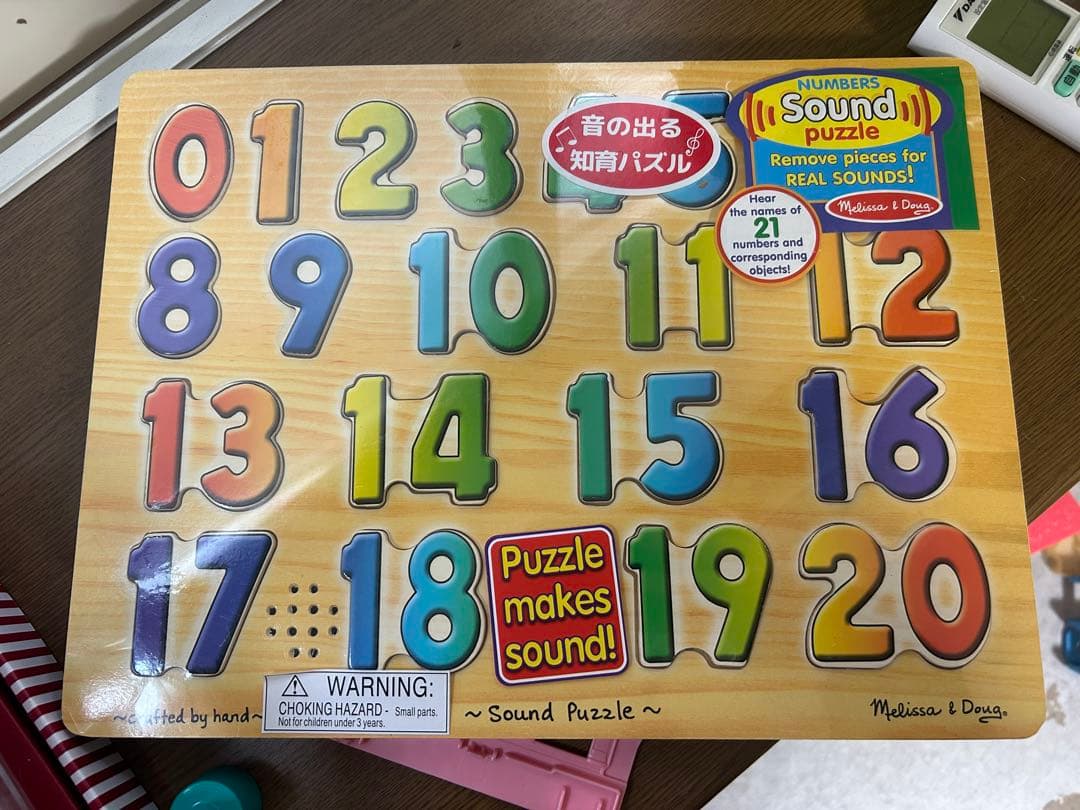 0 1 2 3 4 5
音の出る
知育パズル
NUMBERS
Sound
puzzle
Remove pieces for
REAL SOUNDS!
Melissa & Doug
Hear
the names of
21
numbers and
corresponding
objects!
8 9 10 11 12
13 14 15 16
17 18 19 20
Puzzle
makes
sound!
WARNING:
CHOKING HAZARD - Small parts.
Not for children under 3 years.
~crafted by hand~
~ Sound Puzzle ~
Melissa & Doug®